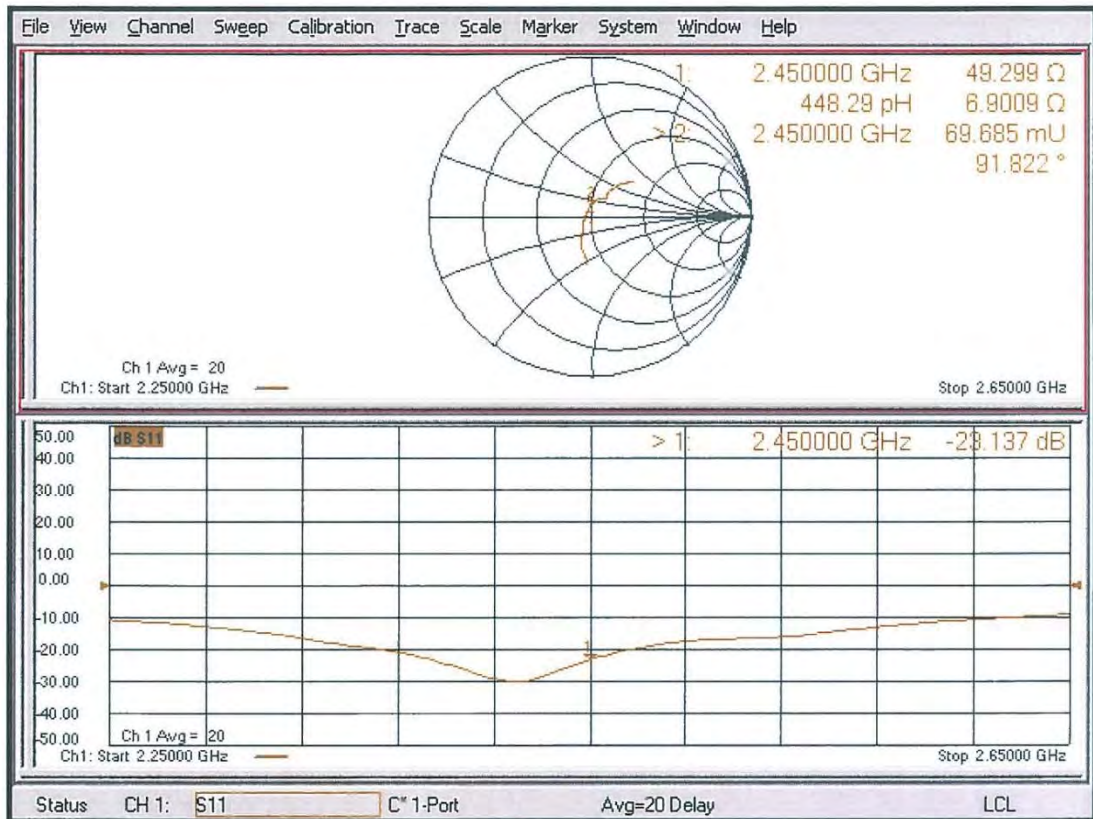 File View Channel Sweep Calibration Trace Scale Marker System Window Help
1: 2.450000 GHz 49.299 Ω
448.29 pH 6.9009 Ω
> 2: 2.450000 GHz 69.685 mU
91.822 °
Ch 1 Avg = 20
Ch1: Start 2.25000 GHz
Stop 2.65000 GHz
50.00
dB S11
> 1: 2.450000 GHz -23.137 dB
40.00
30.00
20.00
10.00
0.00
-10.00
-20.00
1
-30.00
-40.00
-50.00
Ch 1 Avg = 20
Ch1: Start 2.25000 GHz
Stop 2.65000 GHz
Status CH 1: S11 C* 1-Port Avg=20 Delay LCL